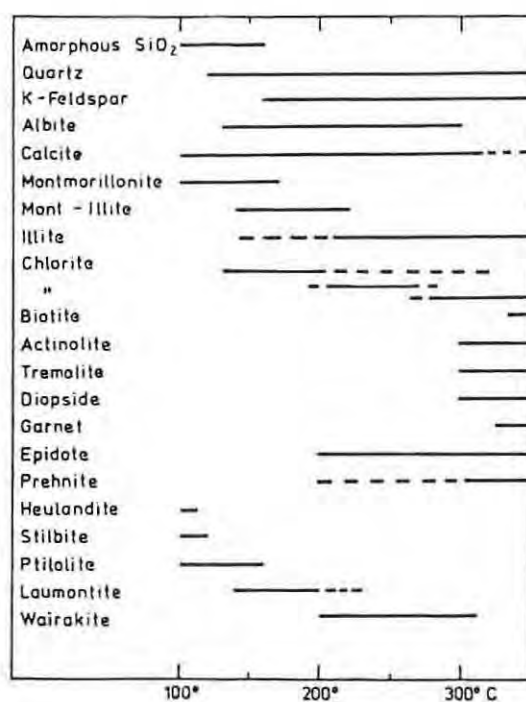 Amorphous SiO₂
Quartz
K-Feldspar
Albite
Calcite
Montmorillonite
Mont - Illite
Illite
Chlorite
"
Biotite
Actinolite
Tremolite
Diopside
Garnet
Epidote
Prehnite
Heulandite
Stilbite
Ptilolite
Laumontite
Wairakite
100° 200° 300° C